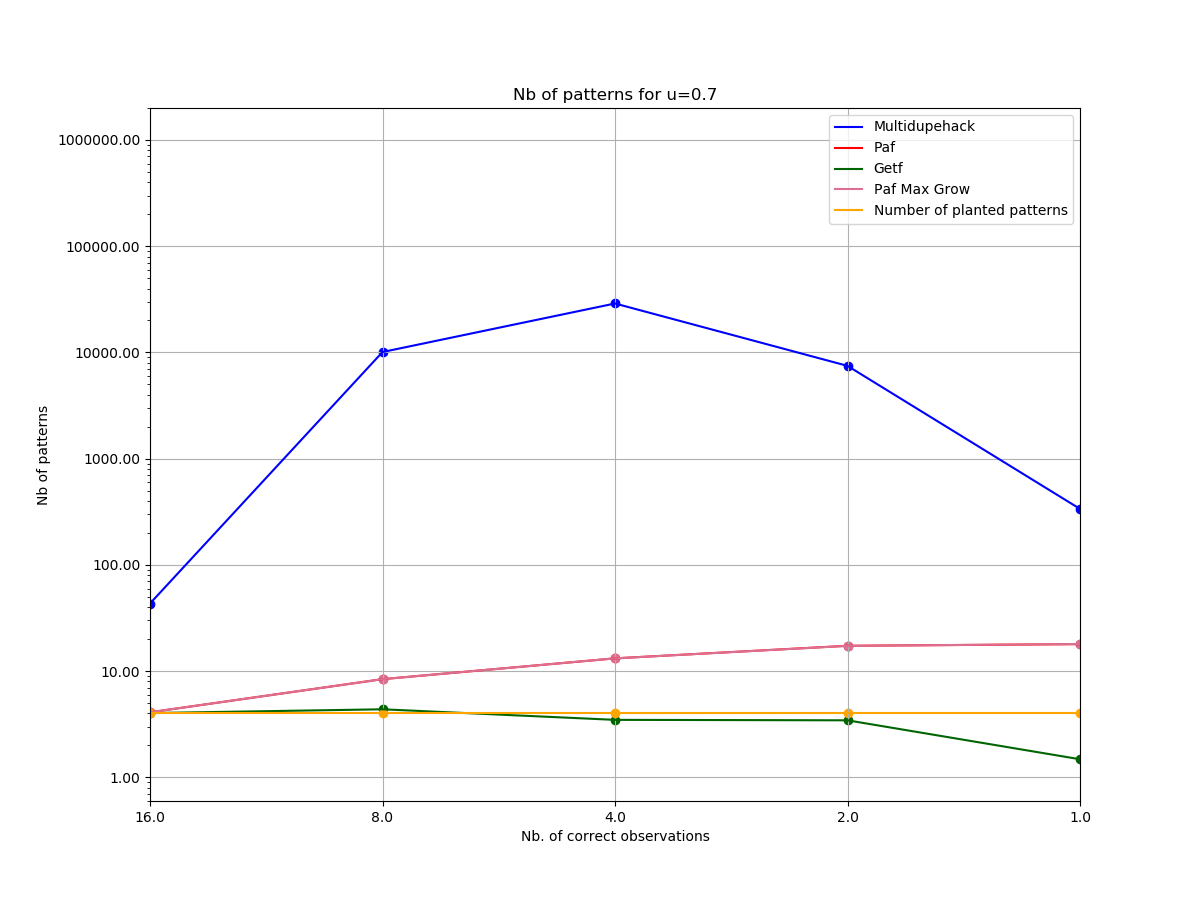 Nb of patterns for u=0.7
Multidupehack
Paf
Getf
Paf Max Grow
Number of planted patterns
1000000.00
100000.00
10000.00
1000.00
100.00
10.00
1.00
Nb of patterns
16.0 8.0 4.0 2.0 1.0
Nb. of correct observations